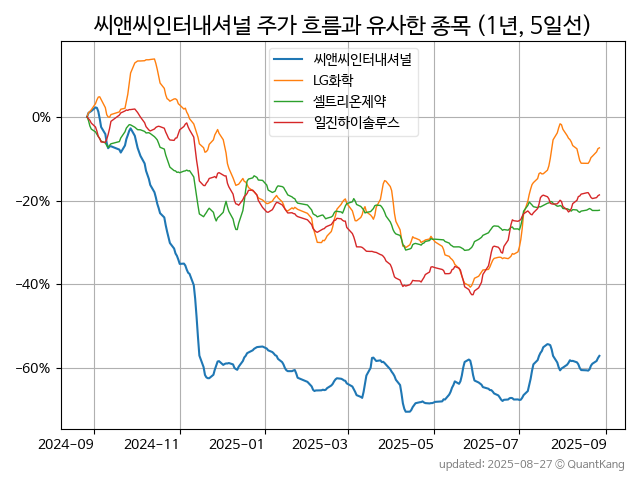 씨앤씨인터내셔널 주가 흐름과 유사한 종목 (1년, 5일선)
씨앤씨인터내셔널
LG화학
셀트리온제약
일진하이솔루스
0%
−20%
−40%
−60%
2024-09 2024-11 2025-01 2025-03 2025-05 2025-07 2025-09
updated: 2025-08-27 © QuantKang